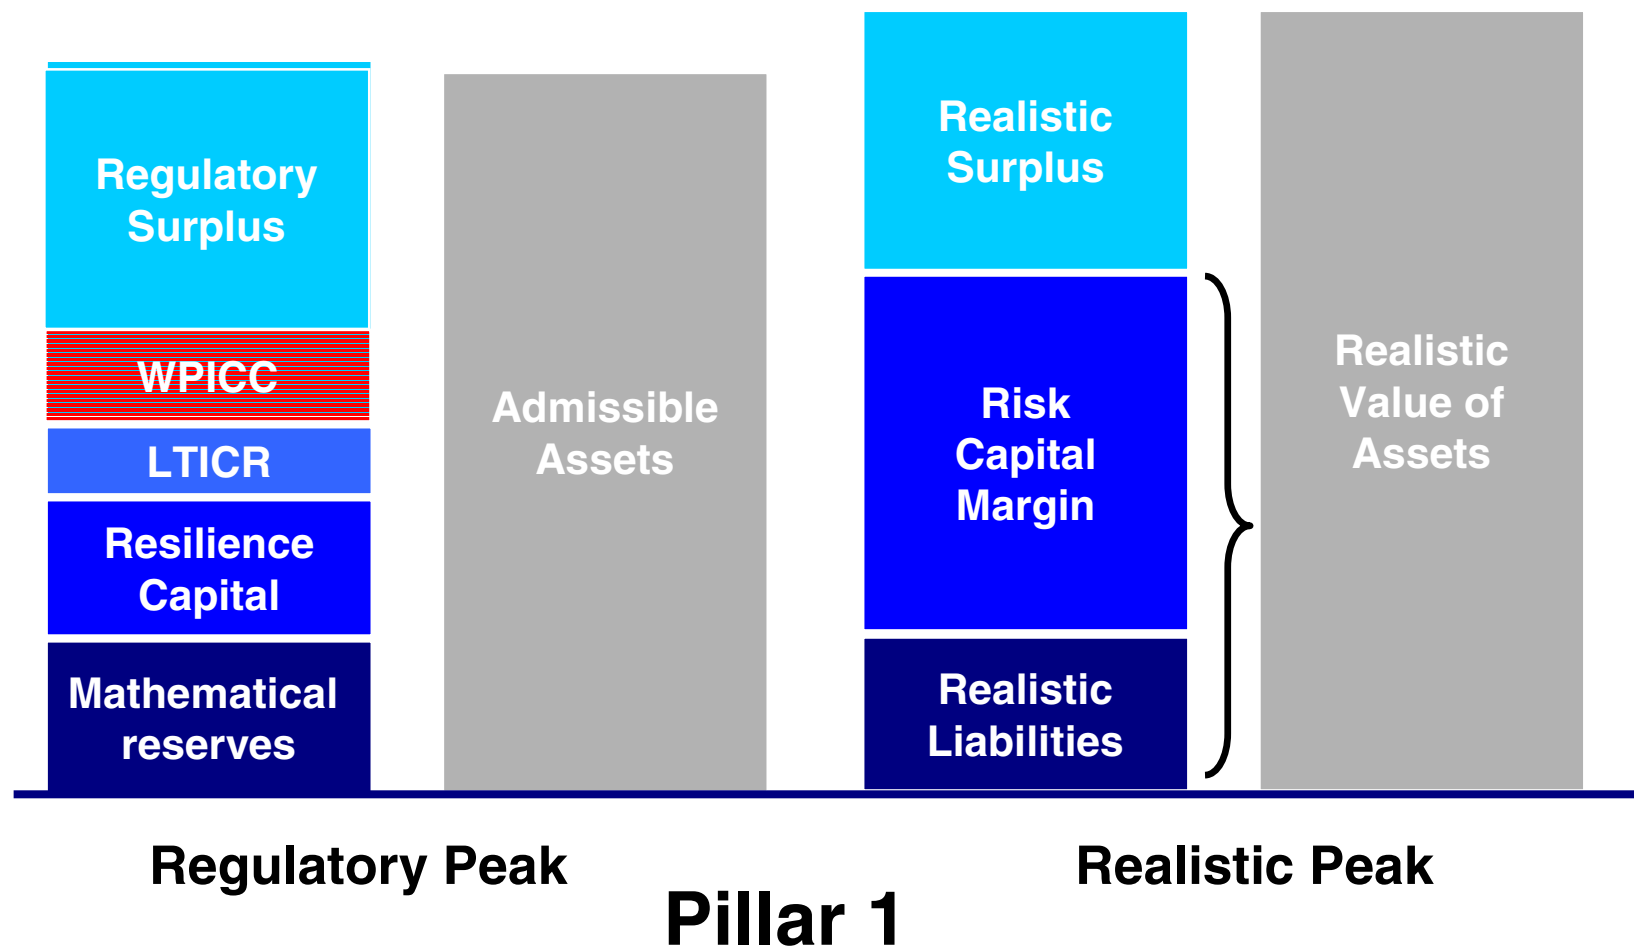 Regulatory
Surplus
WPICC
LTICR
Resilience
Capital
Mathematical
reserves
Admissible
Assets
Realistic
Surplus
Risk
Capital
Margin
Realistic
Liabilities
Realistic
Value of
Assets
Regulatory Peak
Realistic Peak
Pillar 1